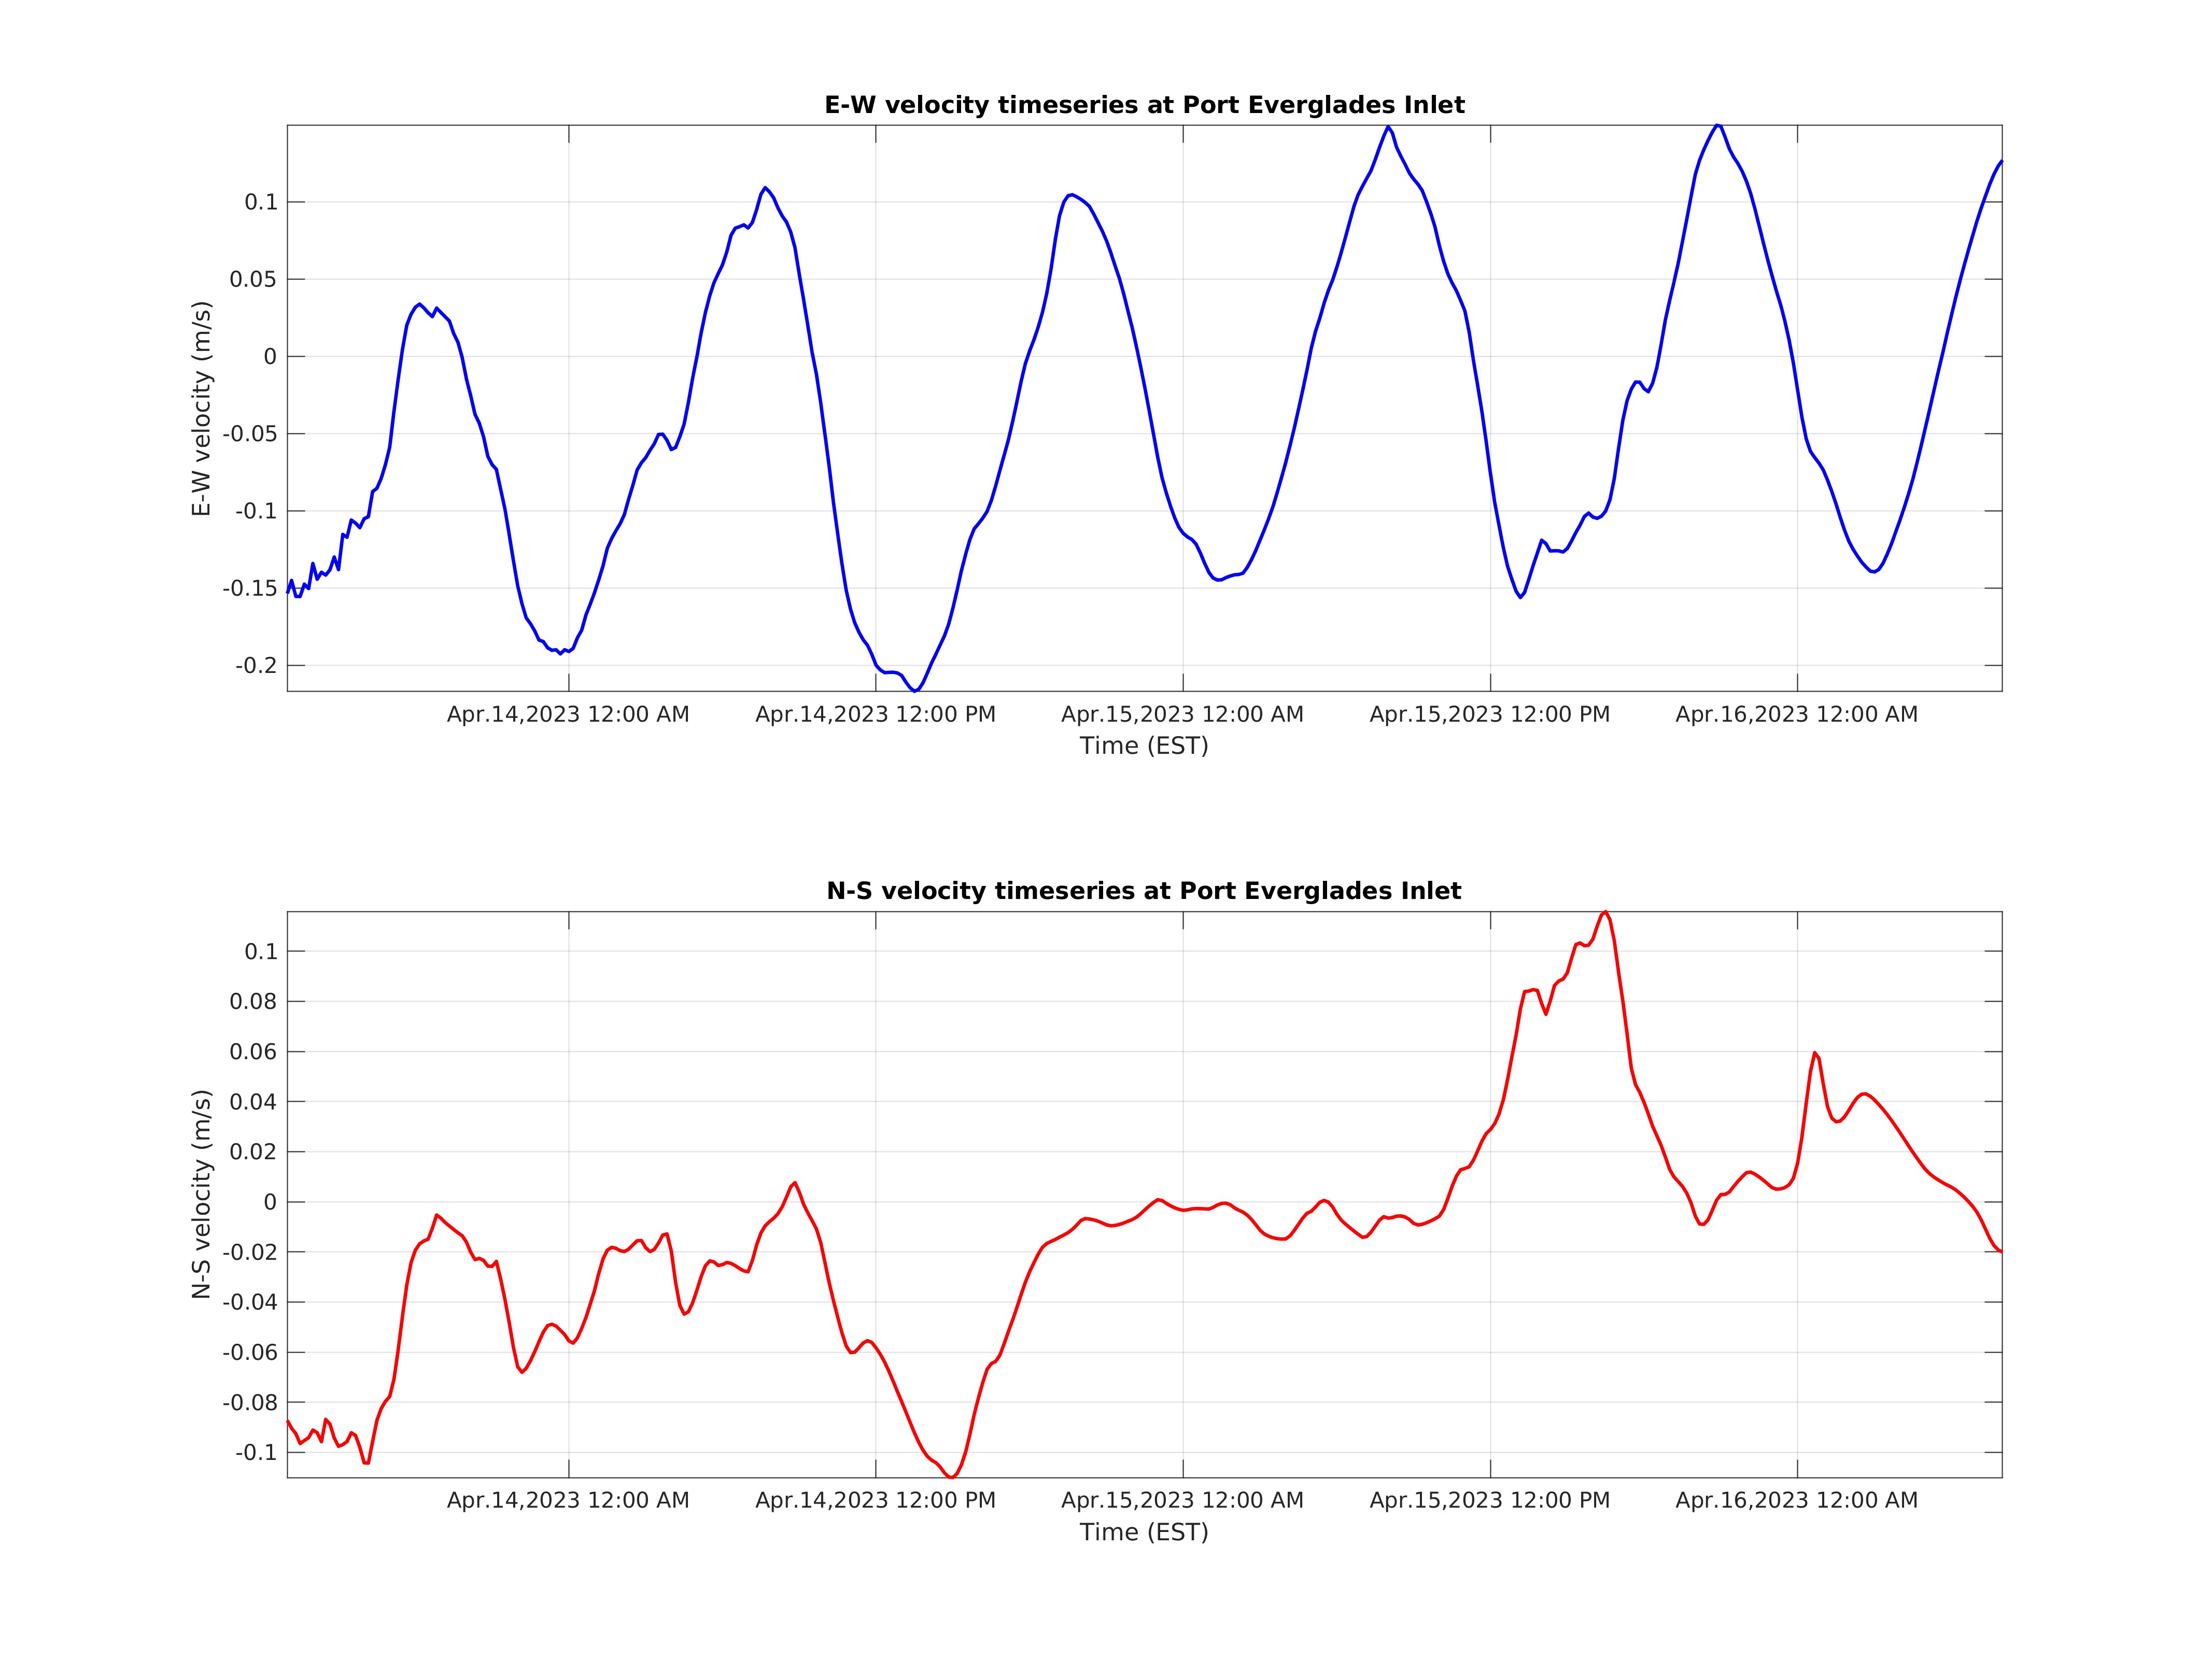 E-W velocity timeseries at Port Everglades Inlet
E-W velocity (m/s)
0.1
0.05
0
-0.05
-0.1
-0.15
-0.2
Apr.14,2023 12:00 AM Apr.14,2023 12:00 PM Apr.15,2023 12:00 AM Apr.15,2023 12:00 PM Apr.16,2023 12:00 AM
Time (EST)
N-S velocity timeseries at Port Everglades Inlet
N-S velocity (m/s)
0.1
0.08
0.06
0.04
0.02
0
-0.02
-0.04
-0.06
-0.08
-0.1
Apr.14,2023 12:00 AM Apr.14,2023 12:00 PM Apr.15,2023 12:00 AM Apr.15,2023 12:00 PM Apr.16,2023 12:00 AM
Time (EST)